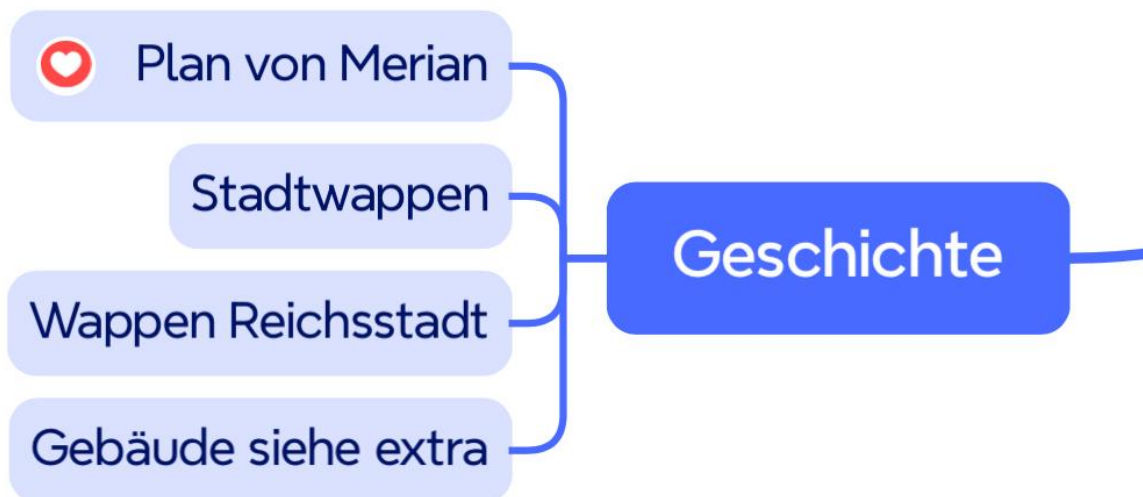 Plan von Merian
Stadtwappen
Wappen Reichsstadt
Gebäude siehe extra
Geschichte